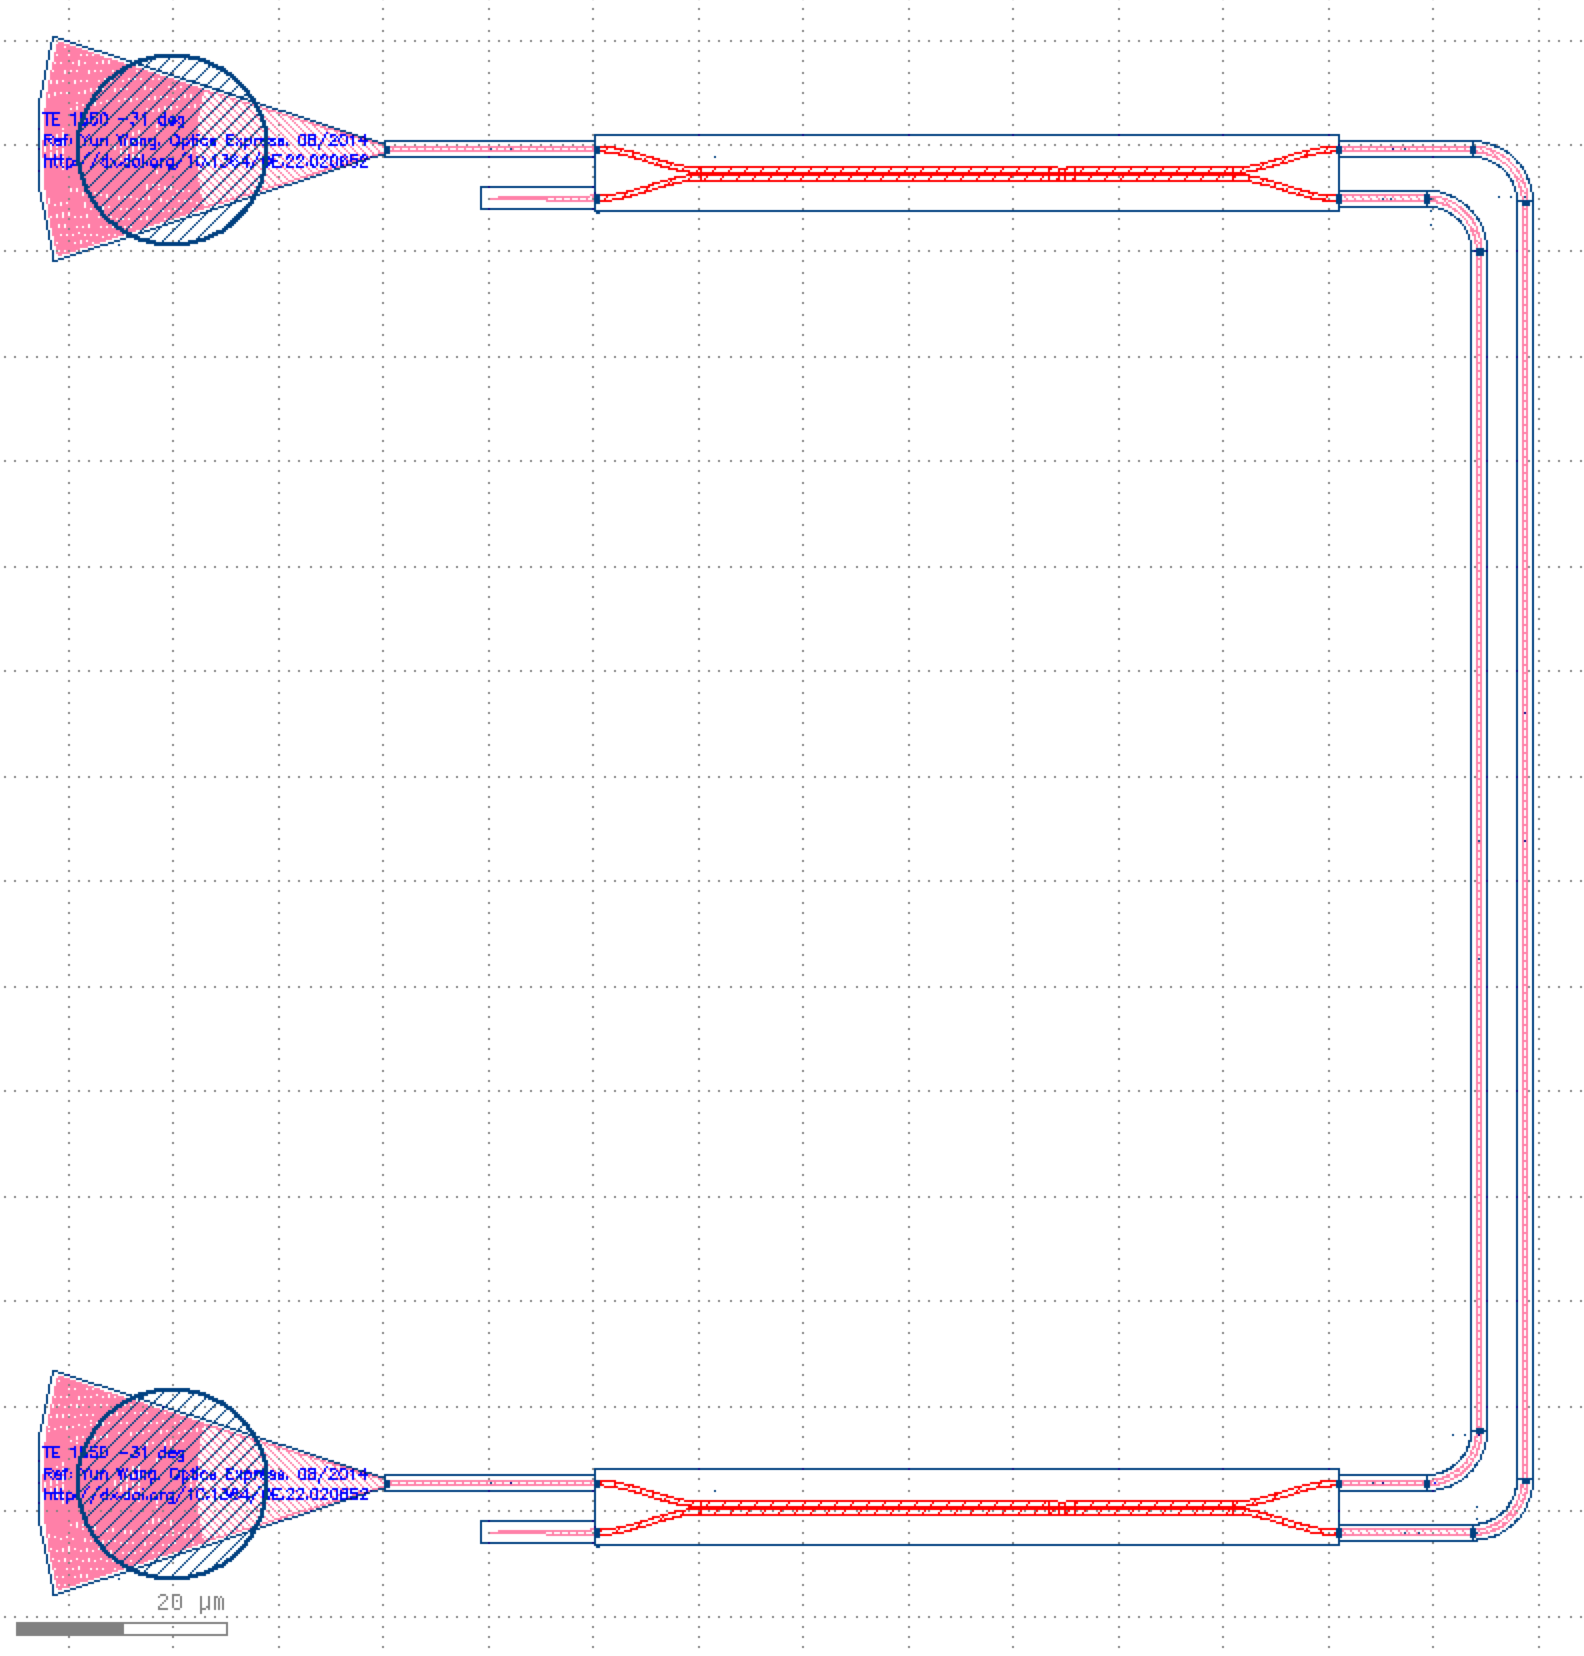 TE 1550 -31 deg
Ref: Yun Wang, Optics Express, 08/2014
http://dx.doi.org/10.1364/OE.22.020652
TE 1550 -31 deg
Ref: Yun Wang, Optics Express, 08/2014
http://dx.doi.org/10.1364/OE.22.020652
20 µm